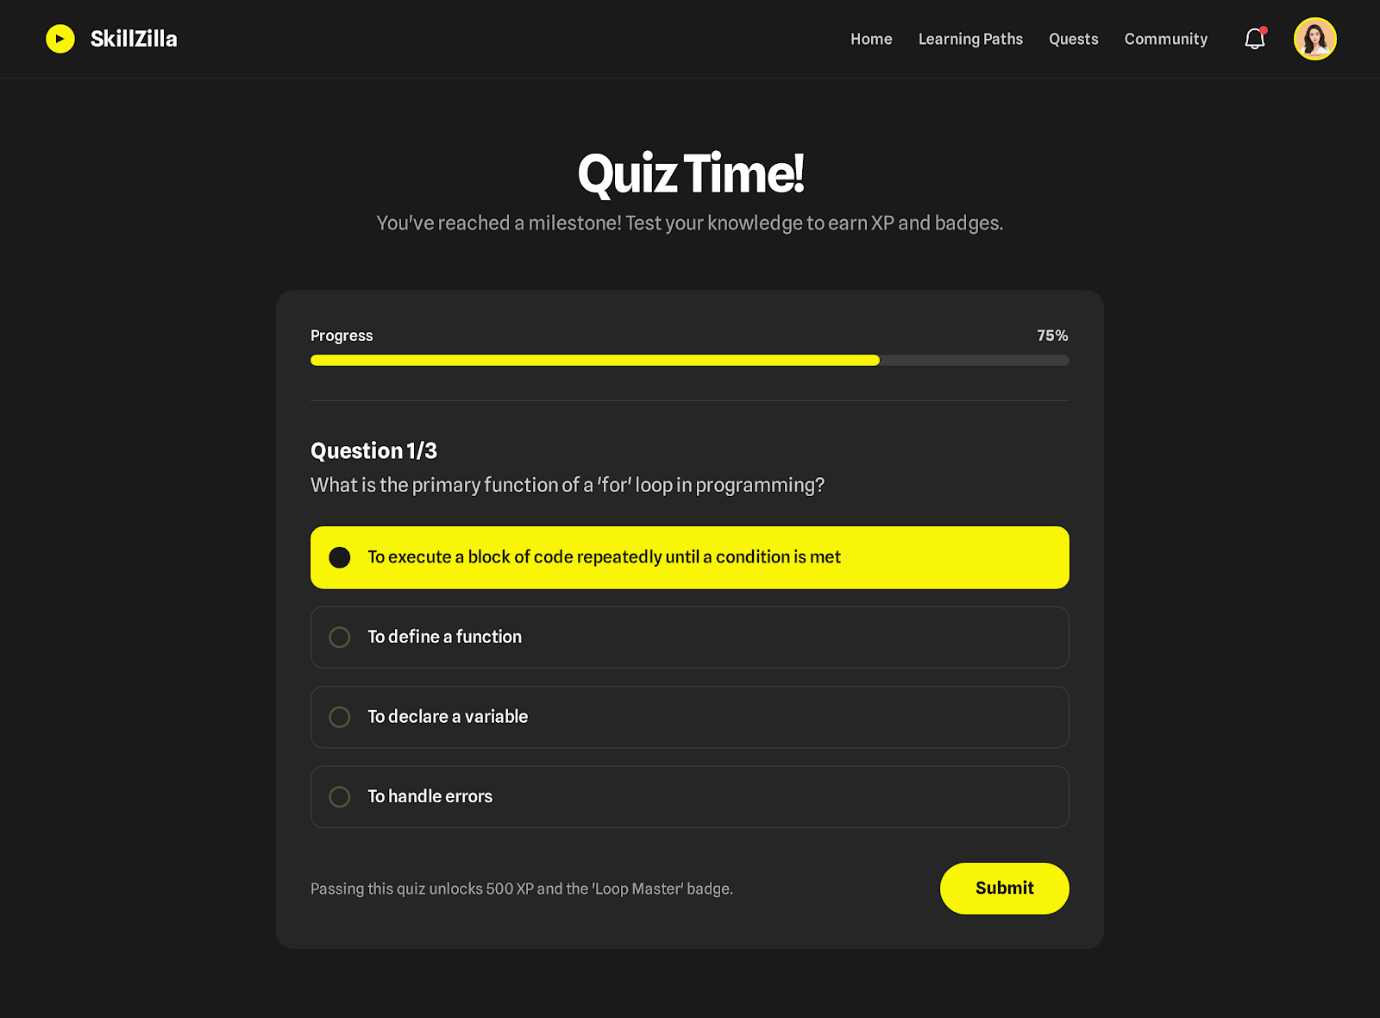 SkillZilla
Home
Learning Paths
Quests
Community
Quiz Time!
You've reached a milestone! Test your knowledge to earn XP and badges.
Progress
75%
Question 1/3
What is the primary function of a 'for' loop in programming?
To execute a block of code repeatedly until a condition is met
To define a function
To declare a variable
To handle errors
Passing this quiz unlocks 500 XP and the 'Loop Master' badge.
Submit